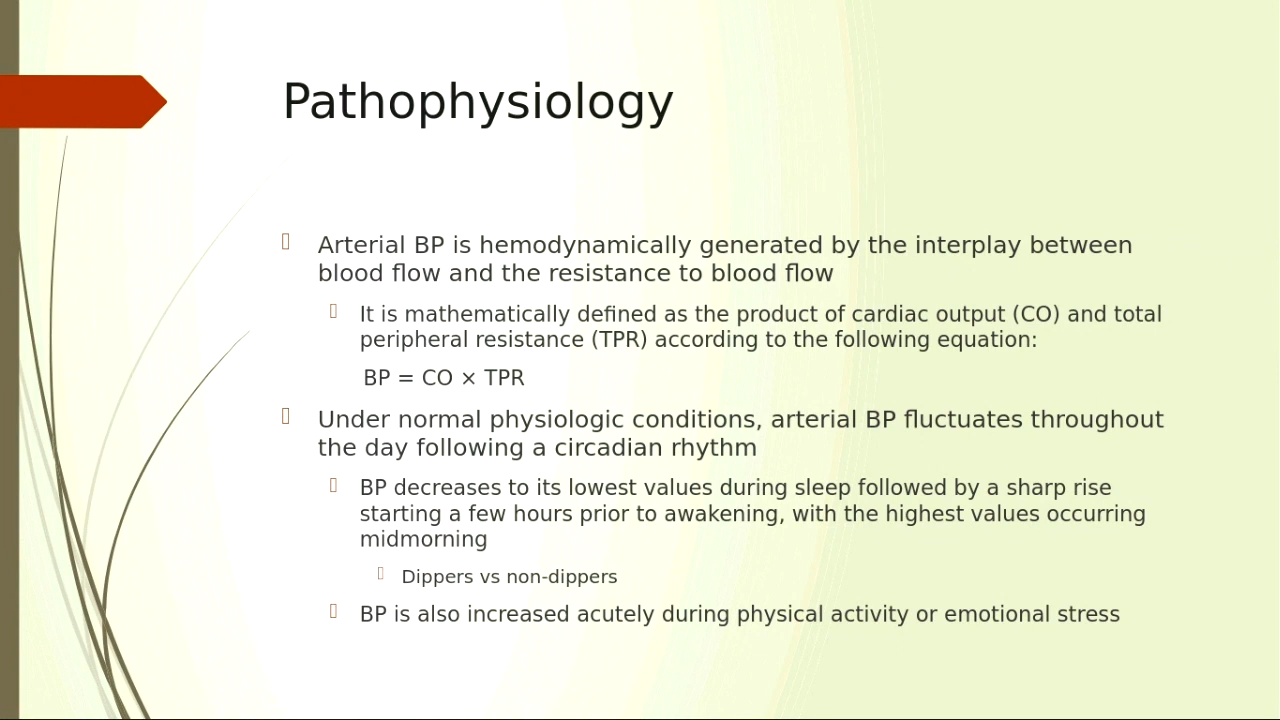 Pathophysiology
Arterial BP is hemodynamically generated by the interplay between
blood flow and the resistance to blood flow
It is mathematically defined as the product of cardiac output (CO) and total
peripheral resistance (TPR) according to the following equation:
BP = CO × TPR
Under normal physiologic conditions, arterial BP fluctuates throughout
the day following a circadian rhythm
BP decreases to its lowest values during sleep followed by a sharp rise
starting a few hours prior to awakening, with the highest values occurring
midmorning
Dippers vs non-dippers
BP is also increased acutely during physical activity or emotional stress